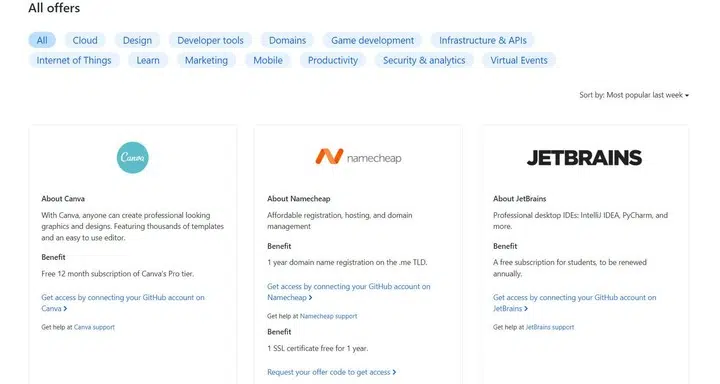 All offers
All Cloud Design Developer tools Domains Game development Infrastructure & APIs
Internet of Things Learn Marketing Mobile Productivity Security & analytics Virtual Events
Sort by: Most popular last week
Canva
About Canva
With Canva, anyone can create professional looking
graphics and designs. Featuring thousands of templates
and an easy to use editor.
Benefit
Free 12 month subscription of Canva's Pro tier.
Get access by connecting your GitHub account on
Canva
Get help at Canva support
namecheap
About Namecheap
Affordable registration, hosting, and domain
management
Benefit
1 year domain name registration on the .me TLD.
Get access by connecting your GitHub account on
Namecheap
Get help at Namecheap support
Benefit
1 SSL certificate free for 1 year.
Request your offer code to get access
JETBRAINS
About JetBrains
Professional desktop IDEs: IntelliJ IDEA, PyCharm, and
more.
Benefit
A free subscription for students, to be renewed
annually.
Get access by connecting your GitHub account on
JetBrains
Get help at JetBrains support